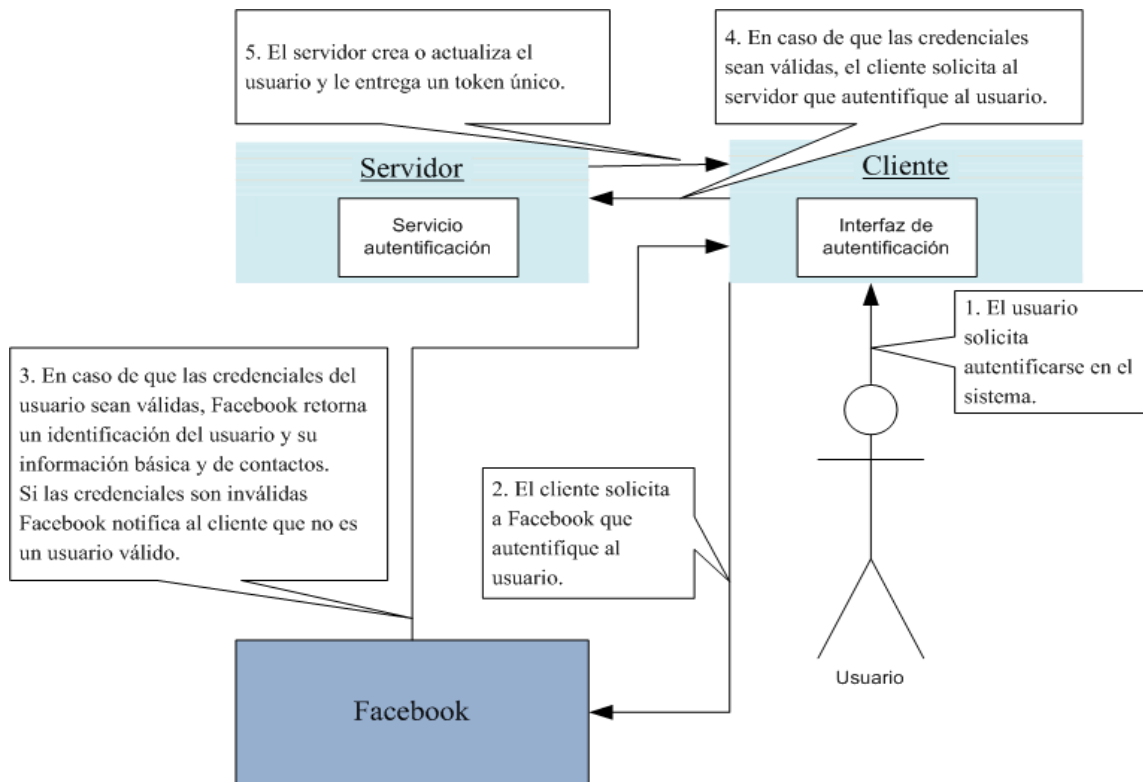 5. El servidor crea o actualiza el
usuario y le entrega un token único.
4. En caso de que las credenciales
sean válidas, el cliente solicita al
servidor que autentifique al usuario.
Servidor
Servicio
autentificación
Cliente
Interfaz de
autentificación
1. El usuario
solicita
autentificarse en el
sistema.
3. En caso de que las credenciales del
usuario sean válidas, Facebook retorna
un identificación del usuario y su
información básica y de contactos.
Si las credenciales son inválidas
Facebook notifica al cliente que no es
un usuario válido.
2. El cliente solicita
a Facebook que
autentifique al
usuario.
Usuario
Facebook